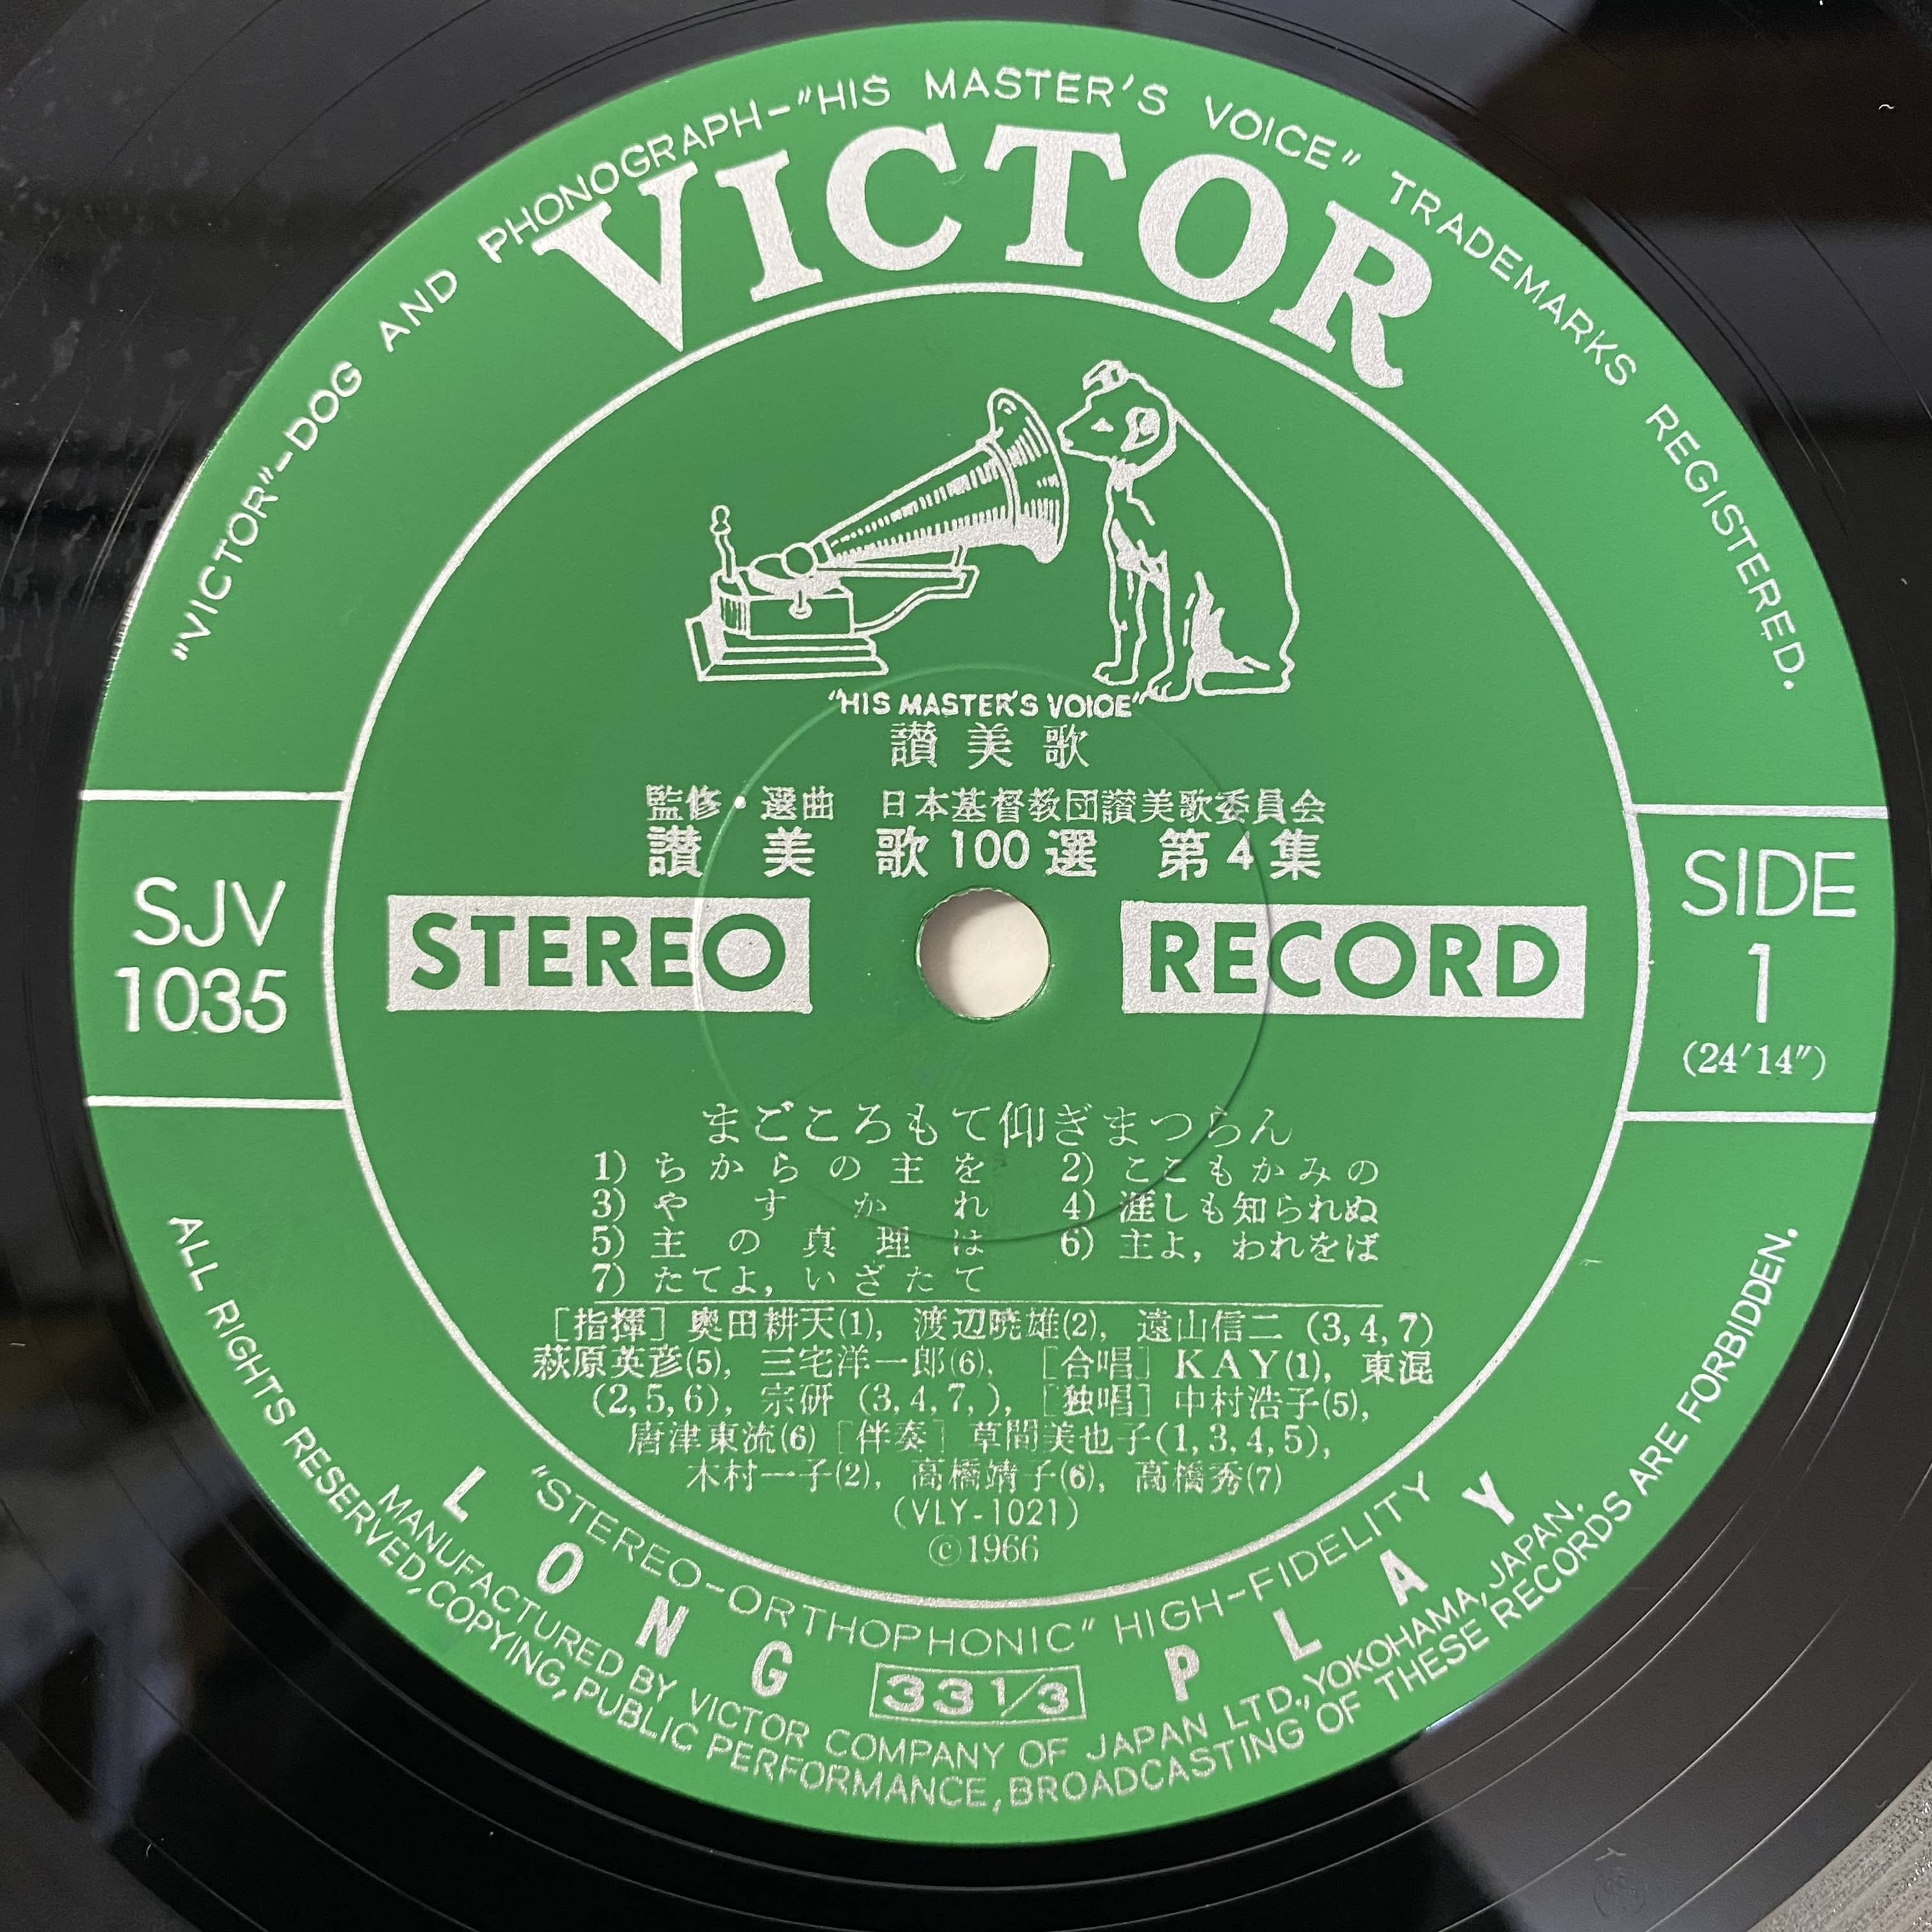 "VICTOR"-DOG AND PHONOGRAPH-"HIS MASTER'S VOICE" TRADEMARKS REGISTERED.
VICTOR
"HIS MASTER'S VOICE"
讃美歌
監修・選曲 日本基督教団讃美歌委員会
讃美歌100選 第4集
STEREO RECORD
SJV
1035
SIDE
1
(24′14″)
まごころもて仰ぎまつらん
1) ちからの主を 2) ここもかみの
3) やすかれ 4) 涯しも知られぬ
5) 主の真理は 6) 主よ, われをば
7) たてよ, いざたて
[指揮] 奥田耕天(1), 渡辺暁雄(2), 遠山信二 (3,4,7)
萩原英彦(5), 三宅洋一郎(6), [合唱] KAY(1), 東混
(2,5,6), 宗研 (3,4,7,), [独唱] 中村浩子(5),
唐津東流(6) [伴奏] 草間美也子(1,3,4,5),
木村一子(2), 高橋靖子(6), 高橋秀(7)
(VLY-1021)
©1966
"STEREO-ORTHOPHONIC" HIGH-FIDELITY
LONG PLAY
33 1/3
MANUFACTURED BY VICTOR COMPANY OF JAPAN LTD., YOKOHAMA, JAPAN.
ALL RIGHTS RESERVED, COPYING, PUBLIC PERFORMANCE, BROADCASTING OF THESE RECORDS ARE FORBIDDEN.